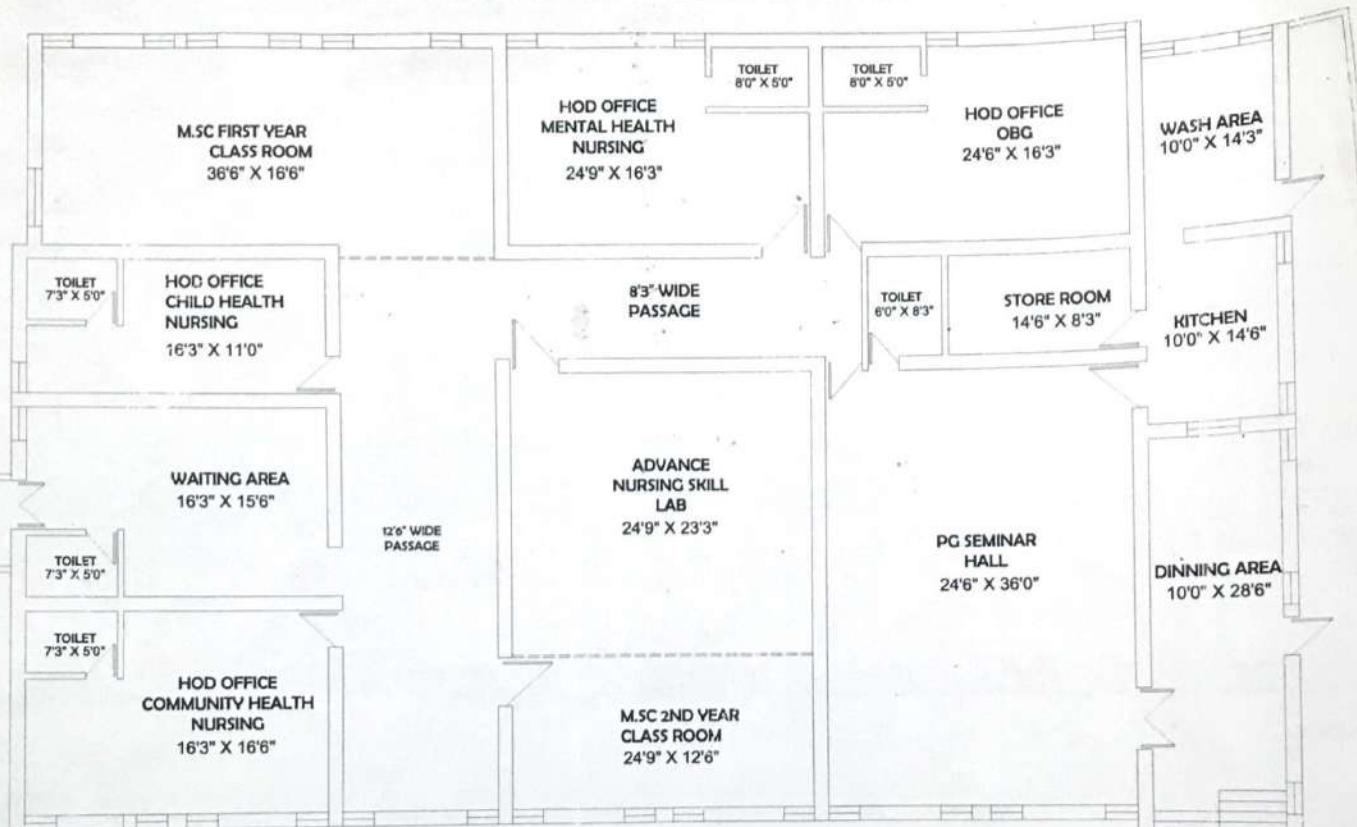 M.SC FIRST YEAR
CLASS ROOM
36'6" X 16'6"
HOD OFFICE
MENTAL HEALTH
NURSING
24'9" X 16'3"
TOILET
8'0" X 5'0"
TOILET
8'0" X 5'0"
HOD OFFICE
OBG
24'6" X 16'3"
WASH AREA
10'0" X 14'3"
TOILET
7'3" X 5'0"
HOD OFFICE
CHILD HEALTH
NURSING
16'3" X 11'0"
8'3" WIDE
PASSAGE
TOILET
6'0" X 8'3"
STORE ROOM
14'6" X 8'3"
KITCHEN
10'0" X 14'6"
WAITING AREA
16'3" X 15'6"
12'6" WIDE
PASSAGE
ADVANCE
NURSING SKILL
LAB
24'9" X 23'3"
PG SEMINAR
HALL
24'6" X 36'0"
DINNING AREA
10'0" X 28'6"
TOILET
7'3" X 5'0"
TOILET
7'3" X 5'0"
HOD OFFICE
COMMUNITY HEALTH
NURSING
16'3" X 16'6"
M.SC 2ND YEAR
CLASS ROOM
24'9" X 12'6"